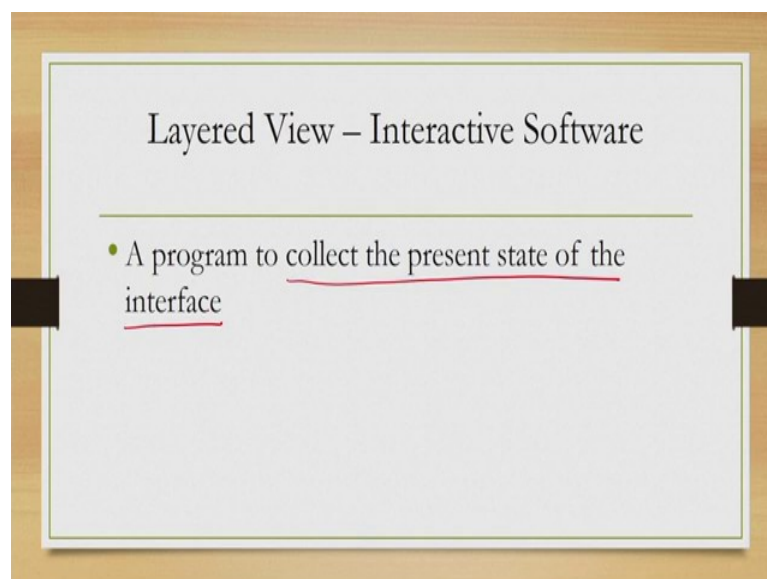 Layered View – Interactive Software
• A program to collect the present state of the
interface